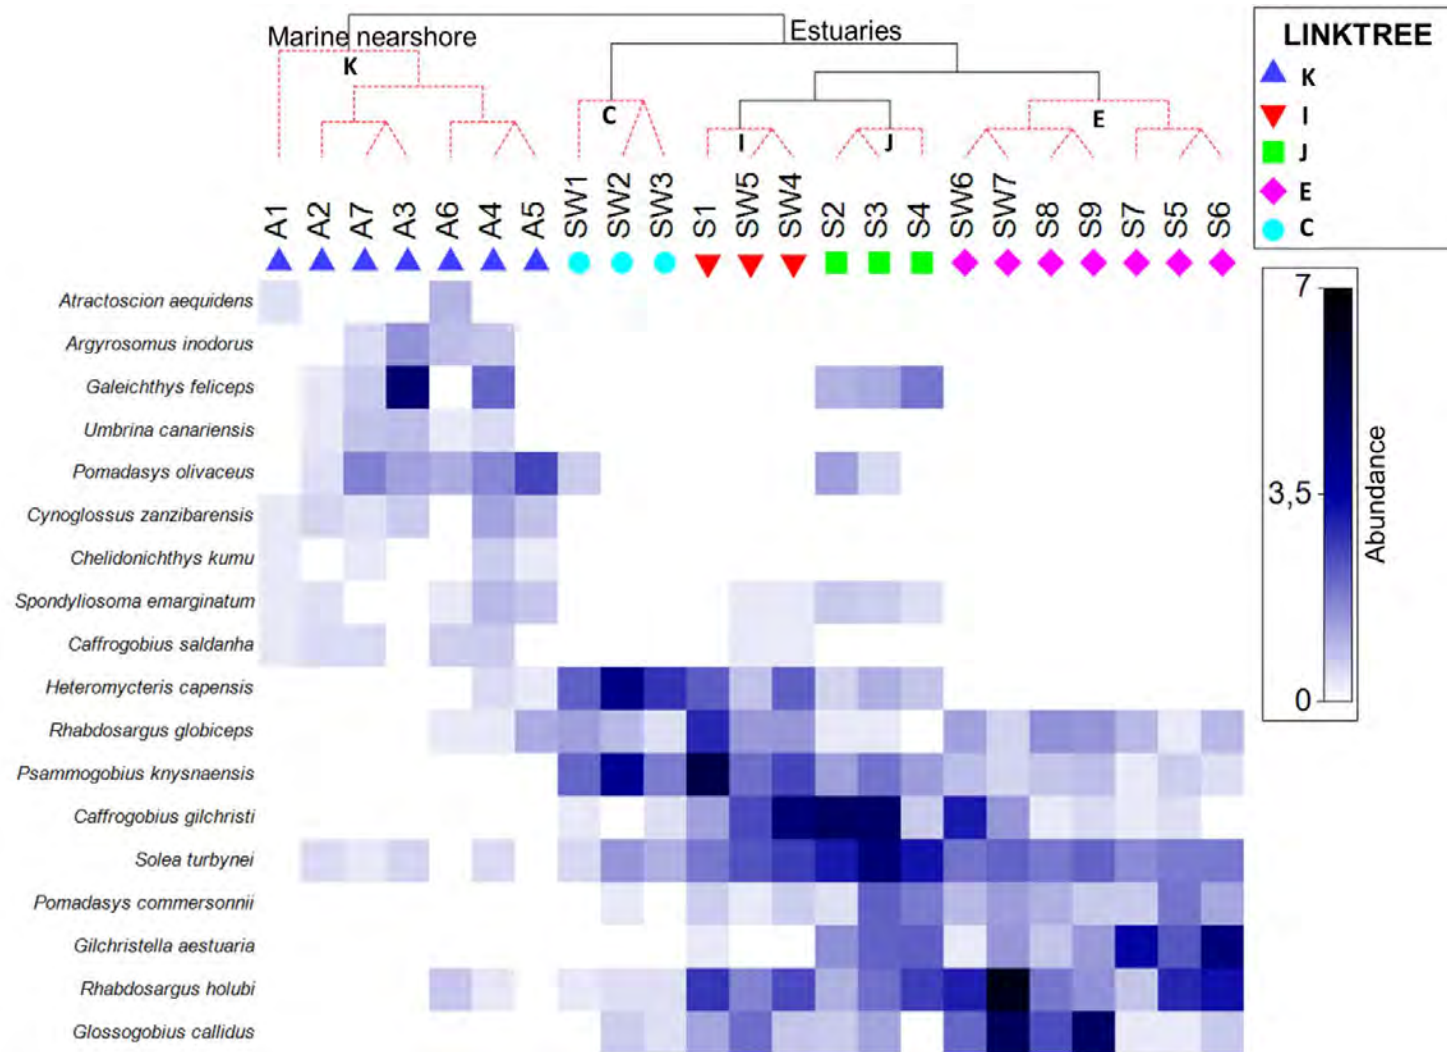 Marine nearshore
Estuaries
K
C
I
J
E
LINKTREE
K
I
J
E
C
A1 A2 A7 A3 A6 A4 A5 SW1 SW2 SW3 S1 SW5 SW4 S2 S3 S4 SW6 SW7 S8 S9 S7 S5 S6
Atractoscion aequidens
Argyrosomus inodorus
Galeichthys feliceps
Umbrina canariensis
Pomadasys olivaceus
Cynoglossus zanzibarensis
Chelidonichthys kumu
Spondyliosoma emarginatum
Caffrogobius saldanha
Heteromycteris capensis
Rhabdosargus globiceps
Psammogobius knysnaensis
Caffrogobius gilchristi
Solea turbynei
Pomadasys commersonnii
Gilchristella aestuaria
Rhabdosargus holubi
Glossogobius callidus
7
3,5
0
Abundance